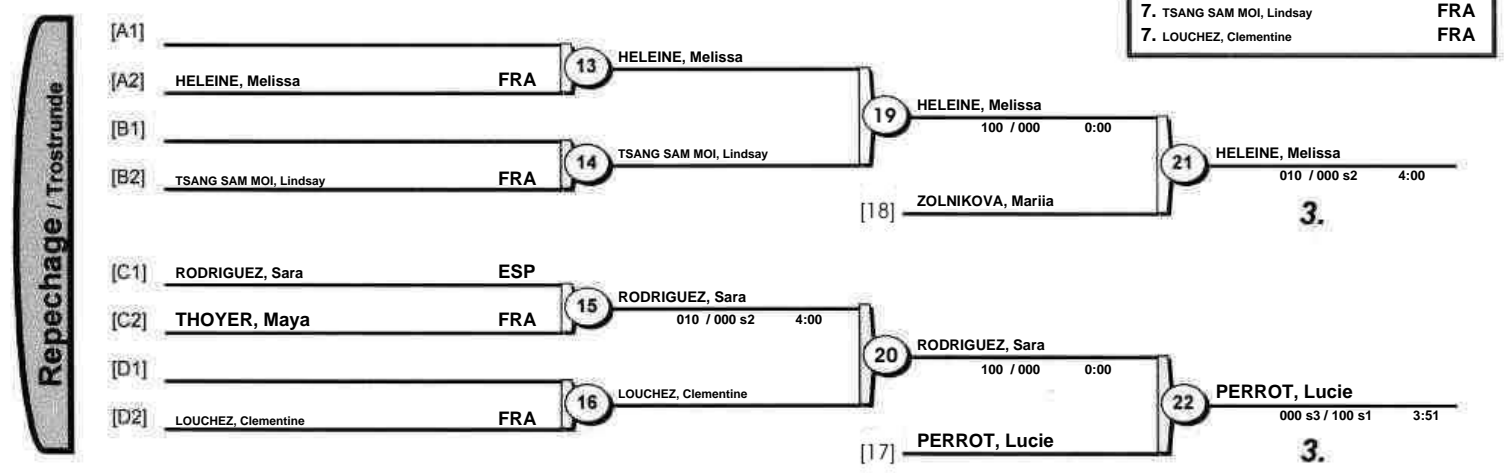 7. TSANG SAM MOI, Lindsay FRA
7. LOUCHEZ, Clementine FRA
Repechage / Trostrunde
[A1]
[A2] HELEINE, Melissa FRA
13 HELEINE, Melissa
[B1]
[B2] TSANG SAM MOI, Lindsay FRA
14 TSANG SAM MOI, Lindsay
19 HELEINE, Melissa
100 / 000 0:00
[18] ZOLNIKOVA, Mariia
21 HELEINE, Melissa
010 / 000 s2 4:00
3.
[C1] RODRIGUEZ, Sara ESP
[C2] THOYER, Maya FRA
15 RODRIGUEZ, Sara
010 / 000 s2 4:00
[D1]
[D2] LOUCHEZ, Clementine FRA
16 LOUCHEZ, Clementine
20 RODRIGUEZ, Sara
100 / 000 0:00
[17] PERROT, Lucie
22 PERROT, Lucie
000 s3 / 100 s1 3:51
3.